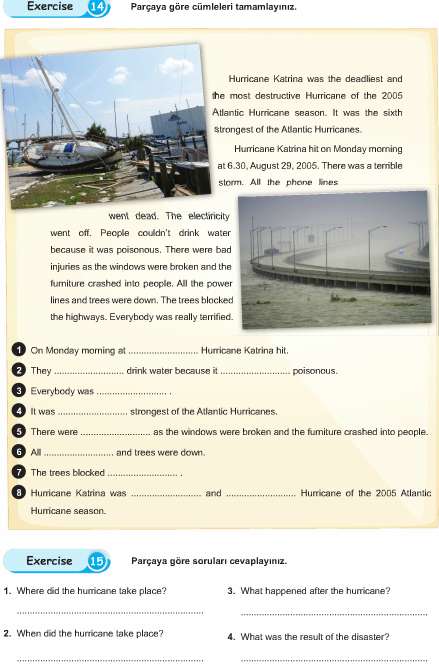 Exercise 14 Parçaya göre cümleleri tamamlayınız.
Hurricane Katrina was the deadliest and
the most destructive Hurricane of the 2005
Atlantic Hurricane season. It was the sixth
strongest of the Atlantic Hurricanes.
Hurricane Katrina hit on Monday morning
at 6.30, August 29, 2005. There was a terrible
storm. All the phone lines
went dead. The electiricity
went off. People couldn't drink water
because it was poisonous. There were bad
injuries as the windows were broken and the
furniture crashed into people. All the power
lines and trees were down. The trees blocked
the highways. Everybody was really terrified.
1 On Monday morning at ........................... Hurricane Katrina hit.
2 They ........................... drink water because it ........................... poisonous.
3 Everybody was ........................... .
4 It was ........................... strongest of the Atlantic Hurricanes.
5 There were ........................... as the windows were broken and the furniture crashed into people.
6 All ........................... and trees were down.
7 The trees blocked ........................... .
8 Hurricane Katrina was ........................... and ........................... Hurricane of the 2005 Atlantic
Hurricane season.
Exercise 15 Parçaya göre soruları cevaplayınız.
1. Where did the hurricane take place?
........................................................................
2. When did the hurricane take place?
........................................................................
3. What happened after the hurricane?
........................................................................
4. What was the result of the disaster?
........................................................................